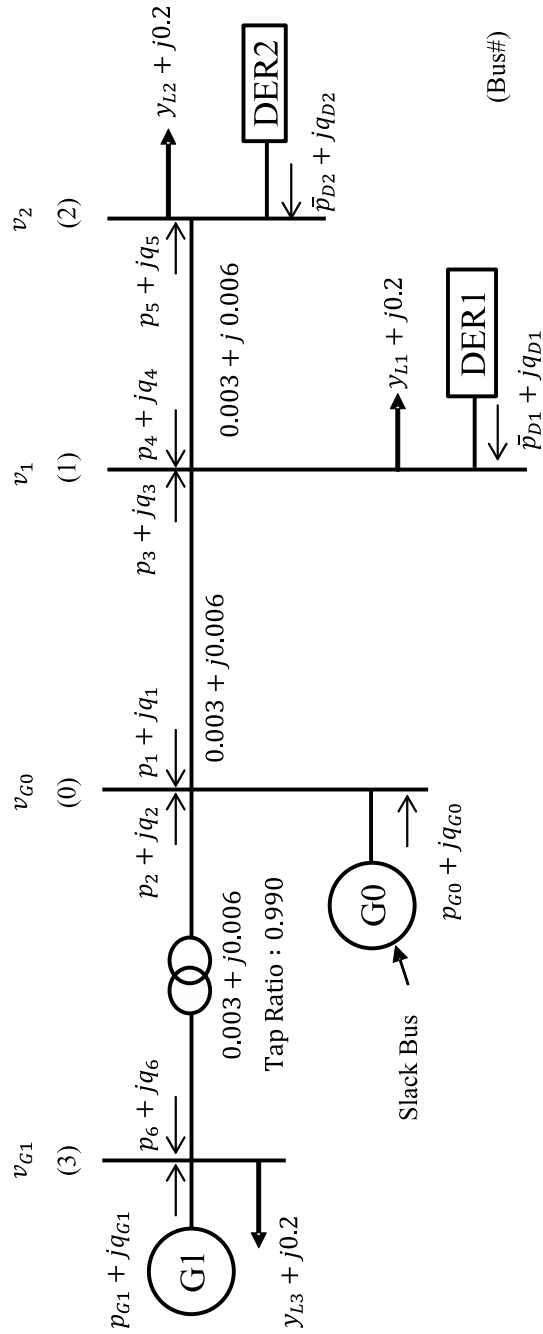 v_{G1}
(3)
v_{G0}
(0)
v_1
(1)
v_2
(2)
p_{G1} + jq_{G1}
p_6 + jq_6
p_2 + jq_2
p_1 + jq_1
p_3 + jq_3
p_4 + jq_4
p_5 + jq_5
y_{L2} + j0.2
G1
0.003 + j0.006
Tap Ratio : 0.990
0.003 + j0.006
0.003 + j 0.006
DER2
y_{L3} + j0.2
G0
y_{L1} + j0.2
p̄_{D2} + jq_{D2}
Slack Bus
p_{G0} + jq_{G0}
DER1
p̄_{D1} + jq_{D1}
(Bus#)